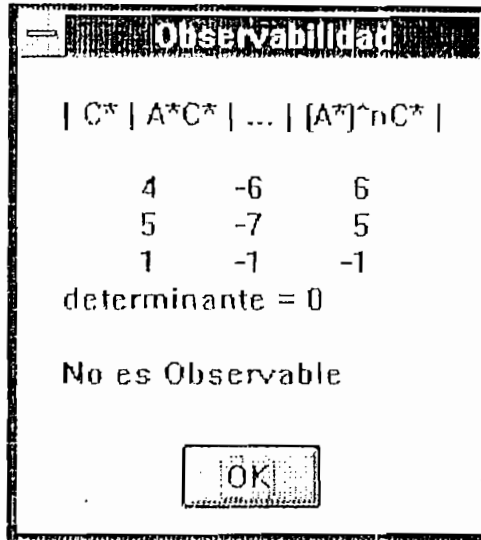 Observabilidad
| C* | A*C* | ... | [A*]^nC* |
4 -6 6
5 -7 5
1 -1 -1
determinante = 0
No es Observable
OK